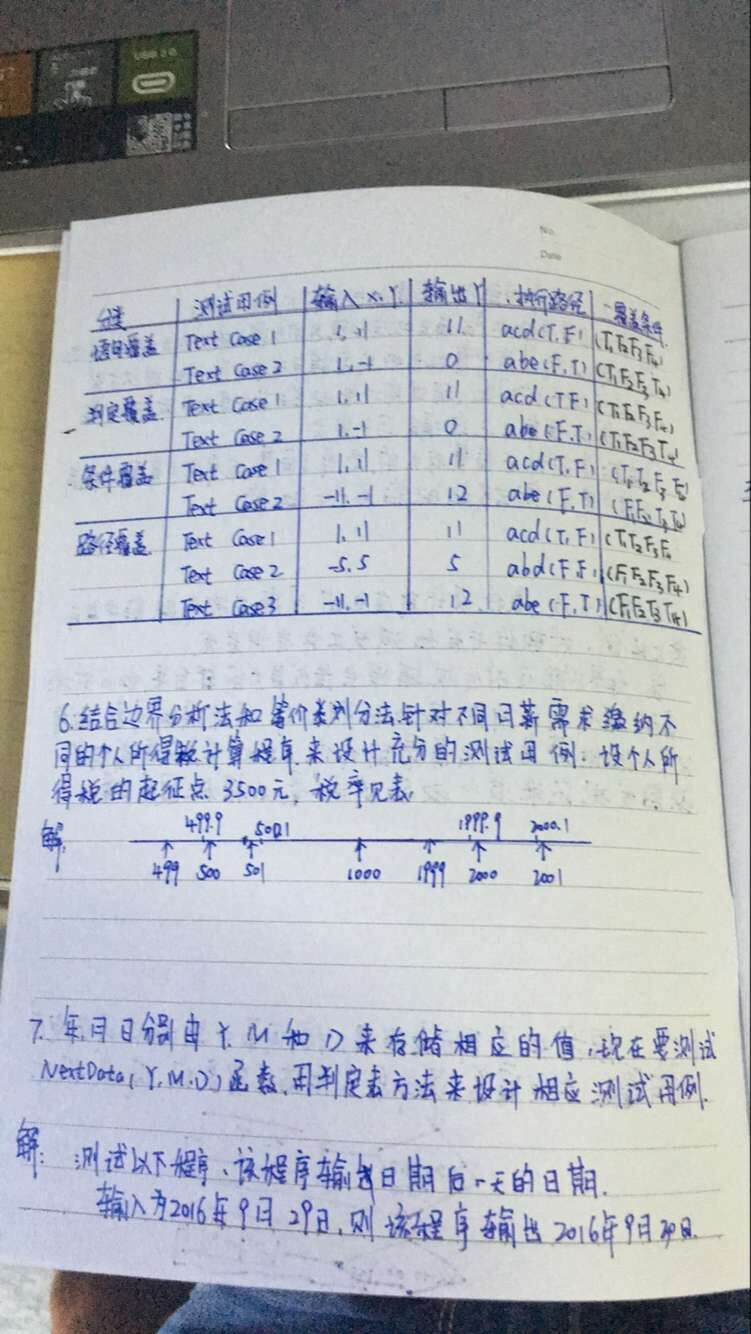 No.
Date
分类 测试用例 输入X.Y 输出Y 执行路径 覆盖条件
语句覆盖 Text Case 1 1, 11 11 acd(T,F) (T1T2F3F4)
Text Case 2 1,-1 0 abe(F,T) (T1F2F3T4)
判定覆盖 Text Case 1 1,11 11 acd(T F) (T1T2F3F4)
Text Case 2 1.-1 0 abe(F,T) (T1F2F3T4)
条件覆盖 Text Case 1 1,11 11 acd(T,F)
Text Case 2 -11,-1 12 abe(F,T)
路径覆盖 Text Case 1 1,11 11 acd(T,F) (T1T2F3F4
Text Case 2 -5.5 5 abd(F F) (F1F2F3F4)
Text Case 3 -11,-1 12 abe(F,T) (F1F2T3T4)
6.结合边界分析法和等价类划分法针对不同月薪需求缴纳不
同的个人所得税计算程序来设计充分的测试用例:设个人所
得税的起征点3500元,税率见表
解: 499.9 500.1 1999.9 2000.1
499 500 501 1000 1999 2000 2001
7.年月日分别由Y.M和D来存储相应的值,现在要测试
NextData(Y,M.D)函数,用判定表方法来设计相应测试用例.
解: 测试以下程序、该程序输出日期后一天的日期.
输入为2016年9月29日,则该程序输出2016年9月30日.